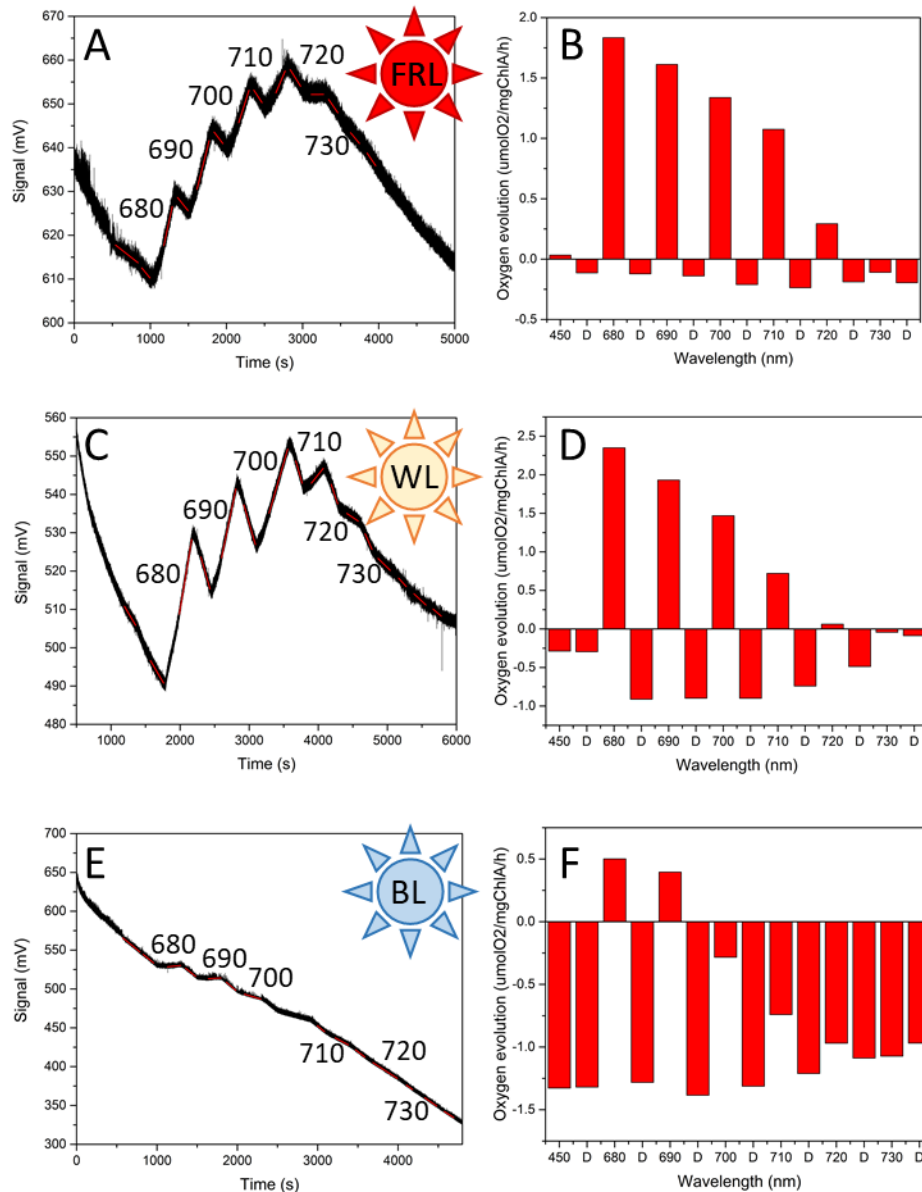 A
FRL
680
690
700
710
720
730
Signal (mV)
670
660
650
640
630
620
610
600
0 1000 2000 3000 4000 5000
Time (s)
B
Oxygen evolution (umolO2/mgChlA/h)
2.0
1.5
1.0
0.5
0.0
-0.5
450 D 680 D 690 D 700 D 710 D 720 D 730 D
Wavelength (nm)
C
WL
680
690
700
710
720
730
Signal (mV)
560
550
540
530
520
510
500
490
480
1000 2000 3000 4000 5000 6000
Time (s)
D
Oxygen evolution (umolO2/mgChlA/h)
2.5
2.0
1.5
1.0
0.5
0.0
-0.5
-1.0
450 D 680 D 690 D 700 D 710 D 720 D 730 D
Wavelength (nm)
E
BL
680
690
700
710
720
730
Signal (mV)
700
650
600
550
500
450
400
350
300
0 1000 2000 3000 4000
Time (s)
F
Oxygen evolution (umolO2/mgChlA/h)
0.5
0.0
-0.5
-1.0
-1.5
450 D 680 D 690 D 700 D 710 D 720 D 730 D
Wavelength (nm)